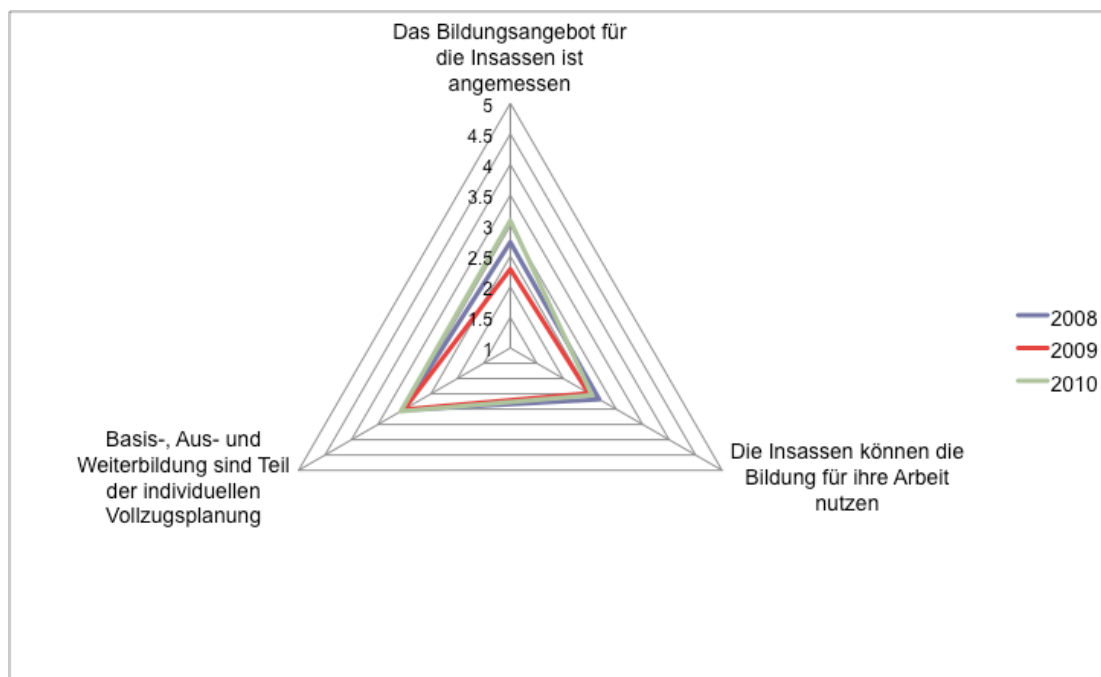 Das Bildungsangebot für
die Insassen ist
angemessen
5
4.5
4
3.5
3
2.5
2
1.5
1
2008
2009
2010
Basis-, Aus- und
Weiterbildung sind Teil
der individuellen
Vollzugsplanung
Die Insassen können die
Bildung für ihre Arbeit
nutzen